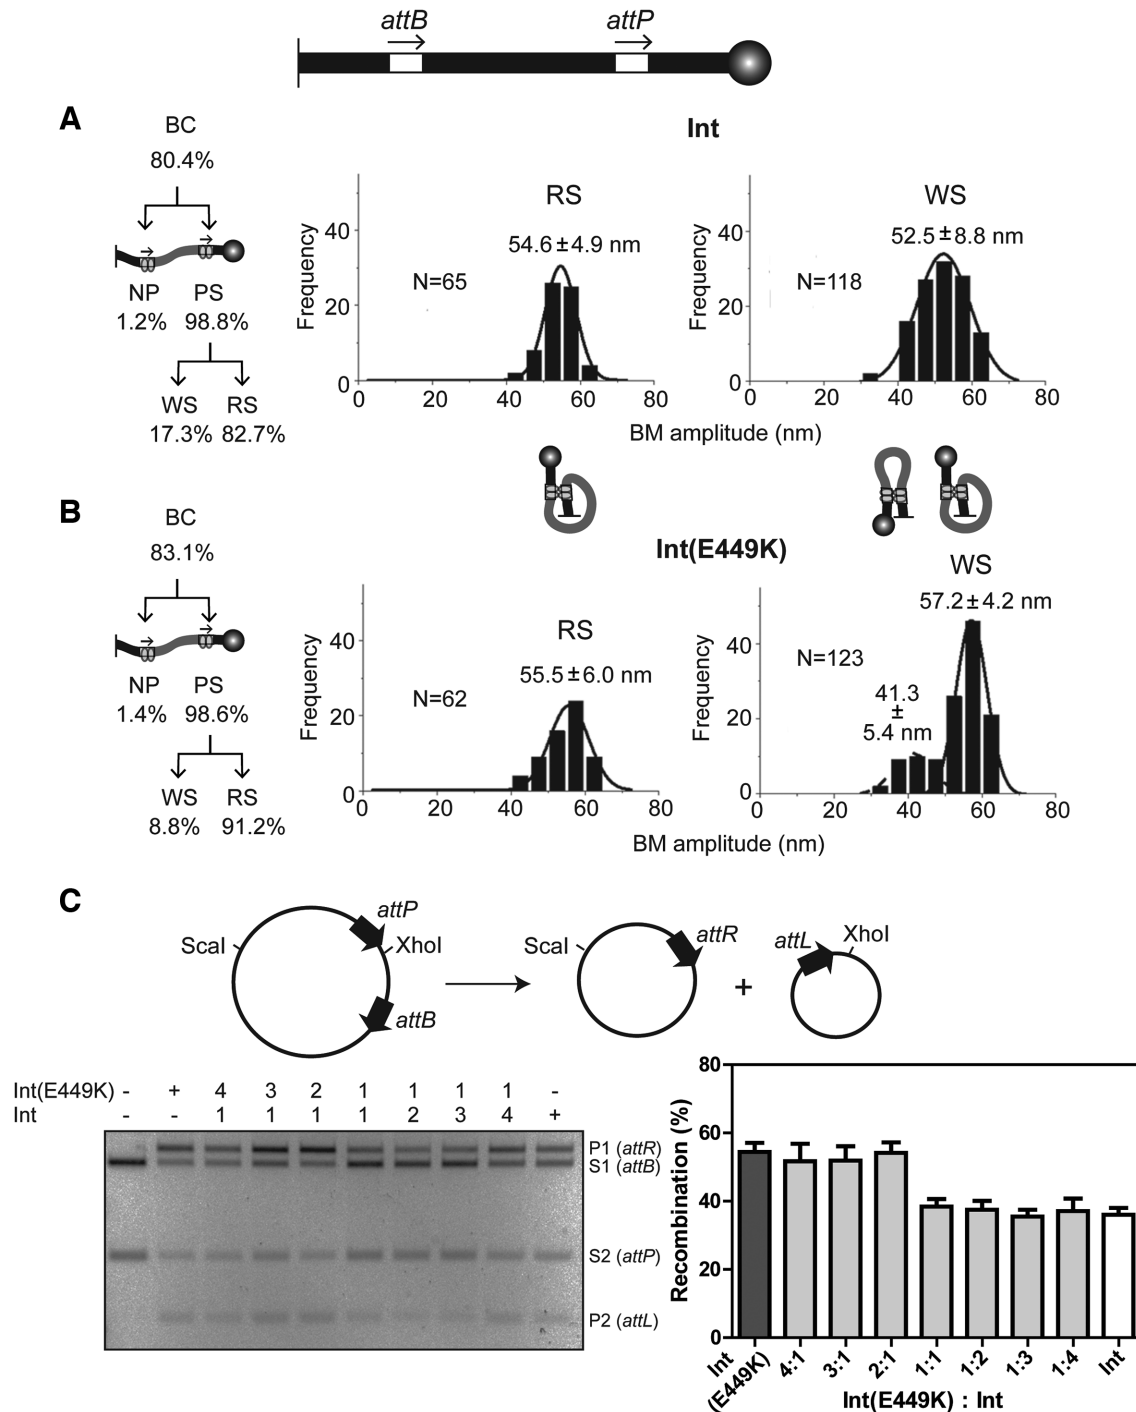 attB attP
A
Int
BC
80.4%
NP PS
1.2% 98.8%
WS RS
17.3% 82.7%
RS
54.6±4.9 nm
N=65
Frequency
40
20
0
0 20 40 60 80
WS
52.5±8.8 nm
N=118
Frequency
40
20
0
0 20 40 60 80
BM amplitude (nm)
B
Int(E449K)
BC
83.1%
NP PS
1.4% 98.6%
WS RS
8.8% 91.2%
RS
55.5±6.0 nm
N=62
Frequency
40
20
0
0 20 40 60 80
WS
57.2±4.2 nm
N=123
41.3
±
5.4 nm
Frequency
40
20
0
0 20 40 60 80
BM amplitude (nm)
C
ScaI attP XhoI attB
ScaI attR + attL XhoI
Int(E449K) - + 4 3 2 1 1 1 1 -
Int - - 1 1 1 1 2 3 4 +
P1 (attR)
S1 (attB)
S2 (attP)
P2 (attL)
Recombination (%)
80
60
40
20
0
Int (E449K) 4:1 3:1 2:1 1:1 1:2 1:3 1:4 Int
Int(E449K) : Int